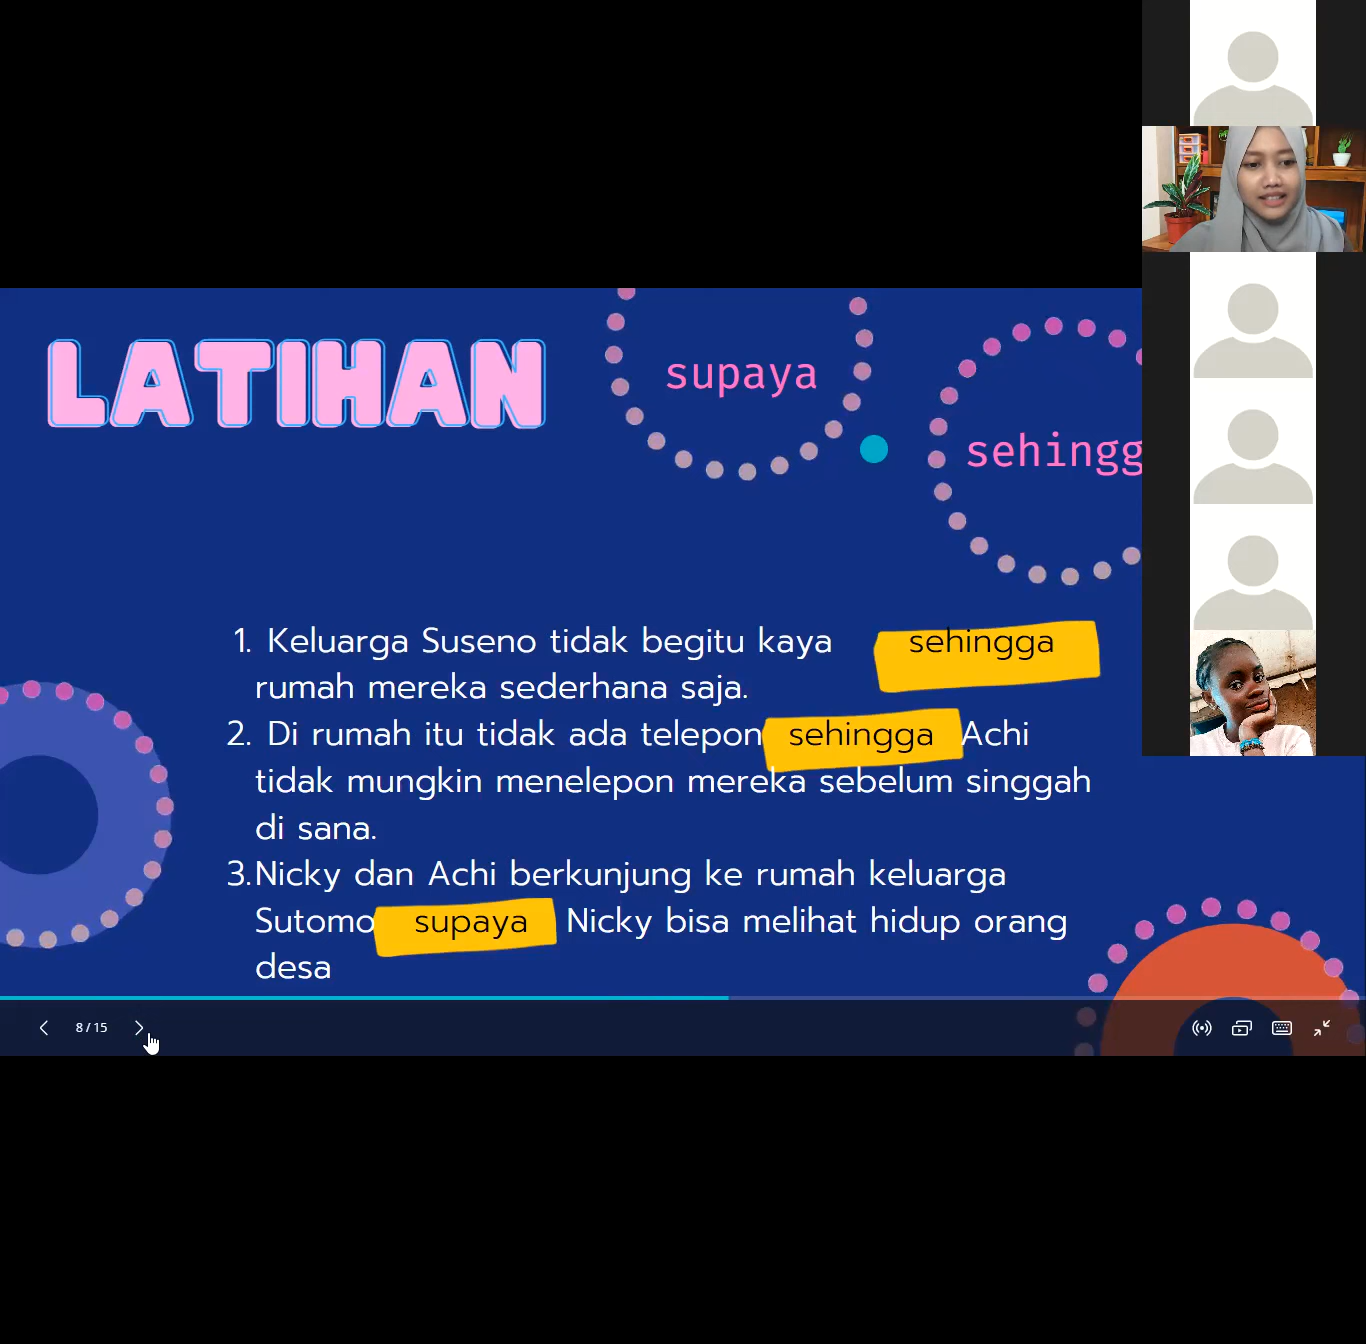 LATIHAN
supaya
sehingg
1. Keluarga Suseno tidak begitu kaya sehingga
rumah mereka sederhana saja.
2. Di rumah itu tidak ada telepon sehingga Achi
tidak mungkin menelepon mereka sebelum singgah
di sana.
3. Nicky dan Achi berkunjung ke rumah keluarga
Sutomo supaya Nicky bisa melihat hidup orang
desa
8/15